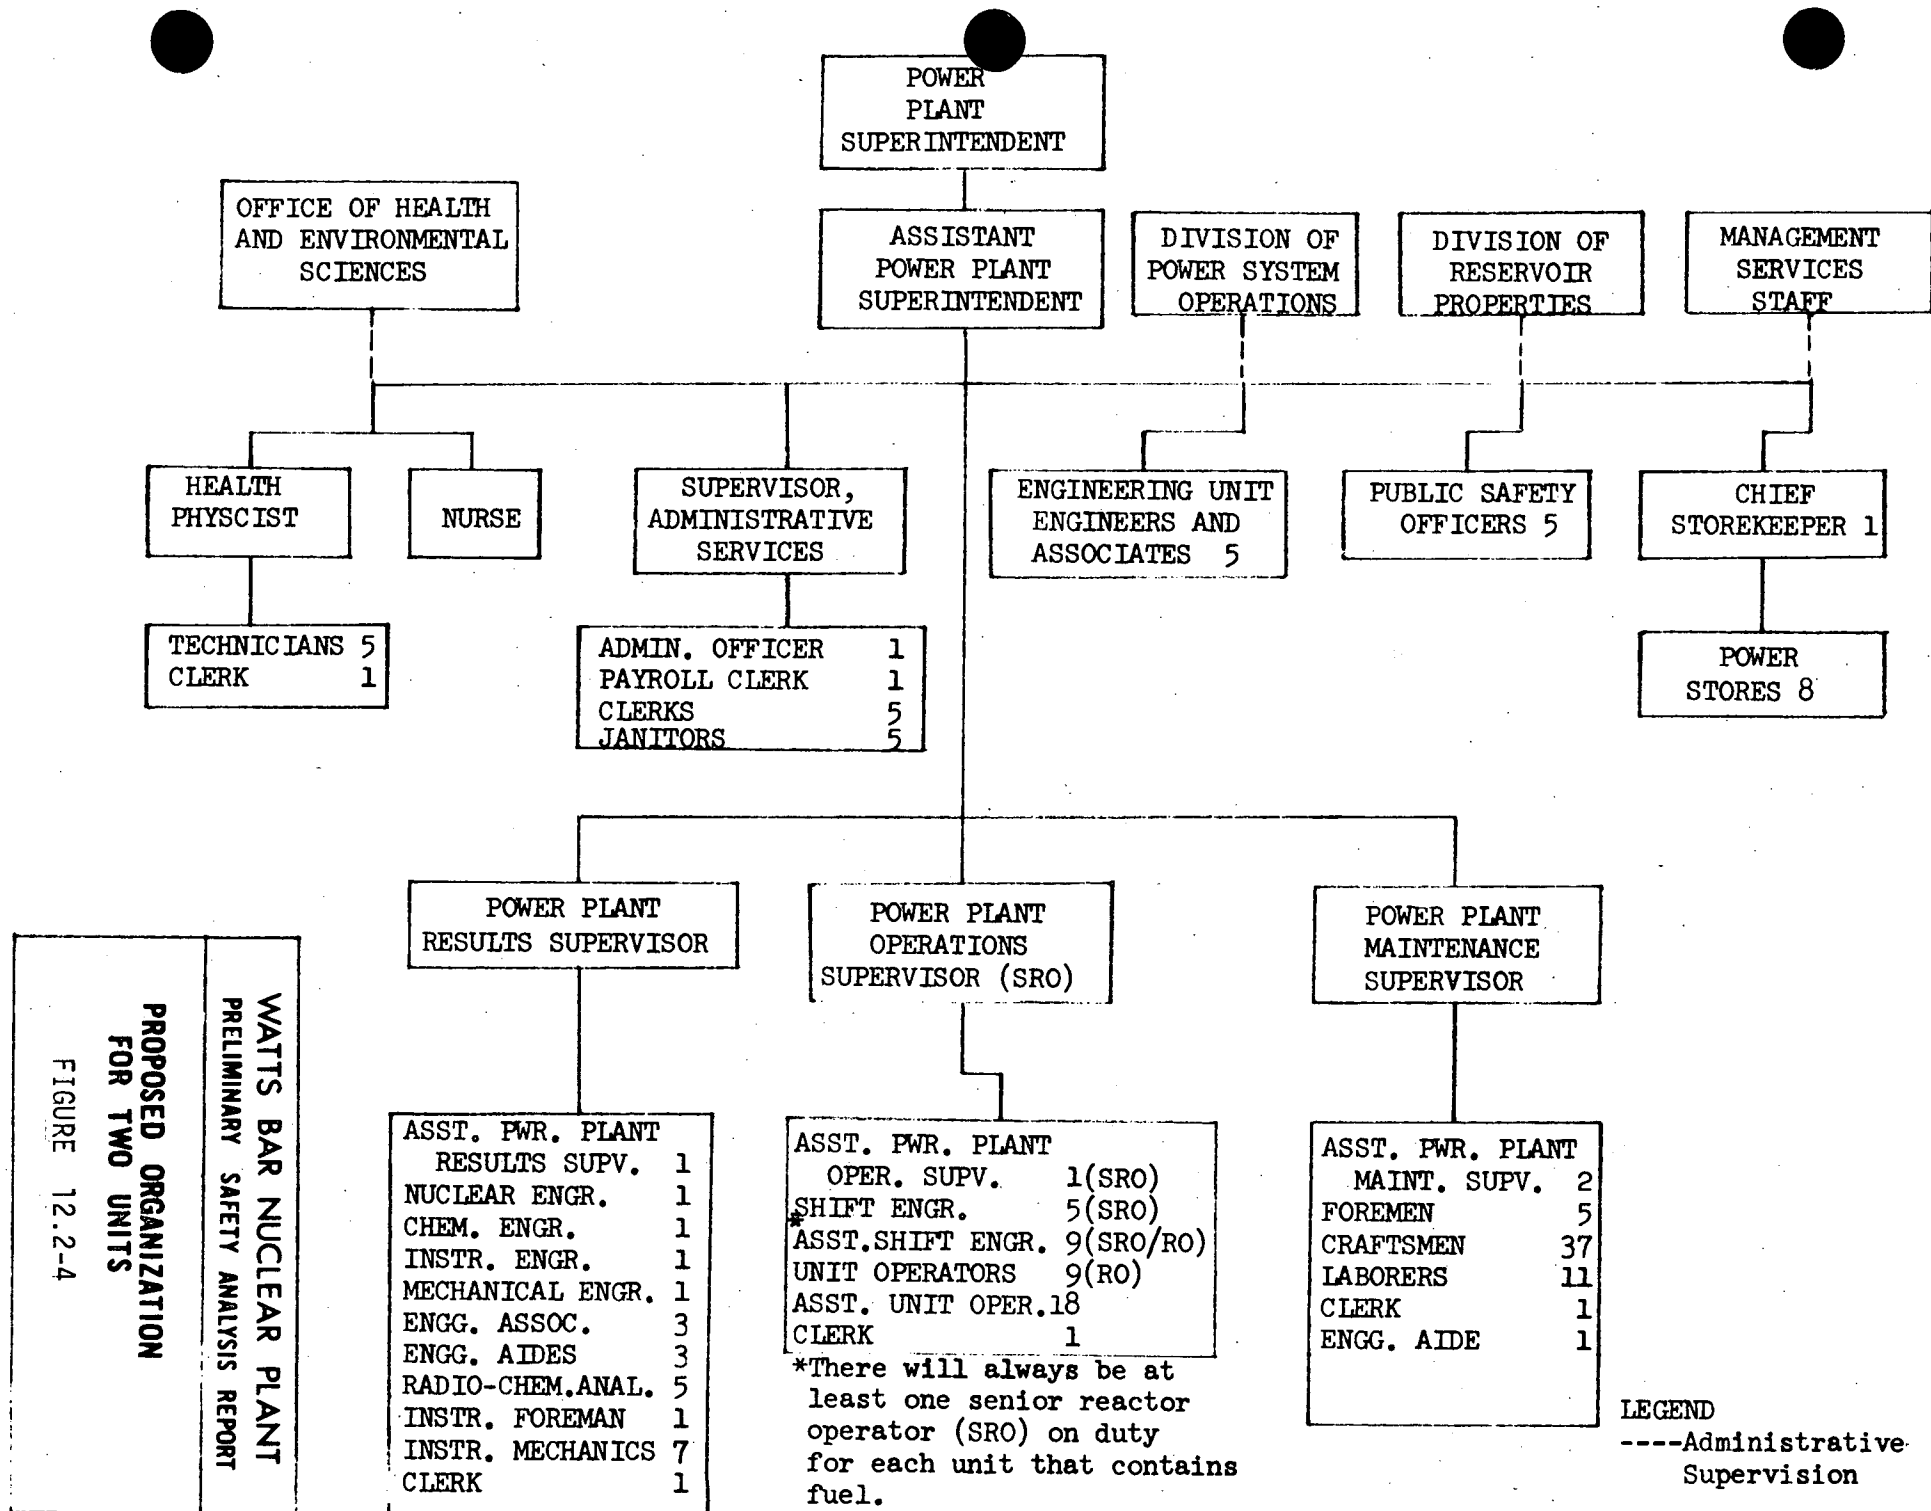 POWER
PLANT
SUPERINTENDENT
OFFICE OF HEALTH
AND ENVIRONMENTAL
SCIENCES
ASSISTANT
POWER PLANT
SUPERINTENDENT
DIVISION OF
POWER SYSTEM
OPERATIONS
DIVISION OF
RESERVOIR
PROPERTIES
MANAGEMENT
SERVICES
STAFF
HEALTH
PHYSCIST
NURSE
SUPERVISOR,
ADMINISTRATIVE
SERVICES
ENGINEERING UNIT
ENGINEERS AND
ASSOCIATES 5
PUBLIC SAFETY
OFFICERS 5
CHIEF
STOREKEEPER 1
TECHNICIANS 5
CLERK 1
ADMIN. OFFICER 1
PAYROLL CLERK 1
CLERKS 5
JANITORS 5
POWER
STORES 8
POWER PLANT
RESULTS SUPERVISOR
POWER PLANT
OPERATIONS
SUPERVISOR (SRO)
POWER PLANT
MAINTENANCE
SUPERVISOR
ASST. PWR. PLANT
RESULTS SUPV. 1
NUCLEAR ENGR. 1
CHEM. ENGR. 1
INSTR. ENGR. 1
MECHANICAL ENGR. 1
ENGG. ASSOC. 3
ENGG. AIDES 3
RADIO-CHEM.ANAL. 5
INSTR. FOREMAN 1
INSTR. MECHANICS 7
CLERK 1
ASST. PWR. PLANT
OPER. SUPV. 1(SRO)
SHIFT ENGR. 5(SRO)
*ASST.SHIFT ENGR. 9(SRO/RO)
UNIT OPERATORS 9(RO)
ASST. UNIT OPER.18
CLERK 1
*There will always be at
least one senior reactor
operator (SRO) on duty
for each unit that contains
fuel.
ASST. PWR. PLANT
MAINT. SUPV. 2
FOREMEN 5
CRAFTSMEN 37
LABORERS 11
CLERK 1
ENGG. AIDE 1
LEGEND
----Administrative
Supervision
WATTS BAR NUCLEAR PLANT
PRELIMINARY SAFETY ANALYSIS REPORT
PROPOSED ORGANIZATION
FOR TWO UNITS
FIGURE 12.2-4